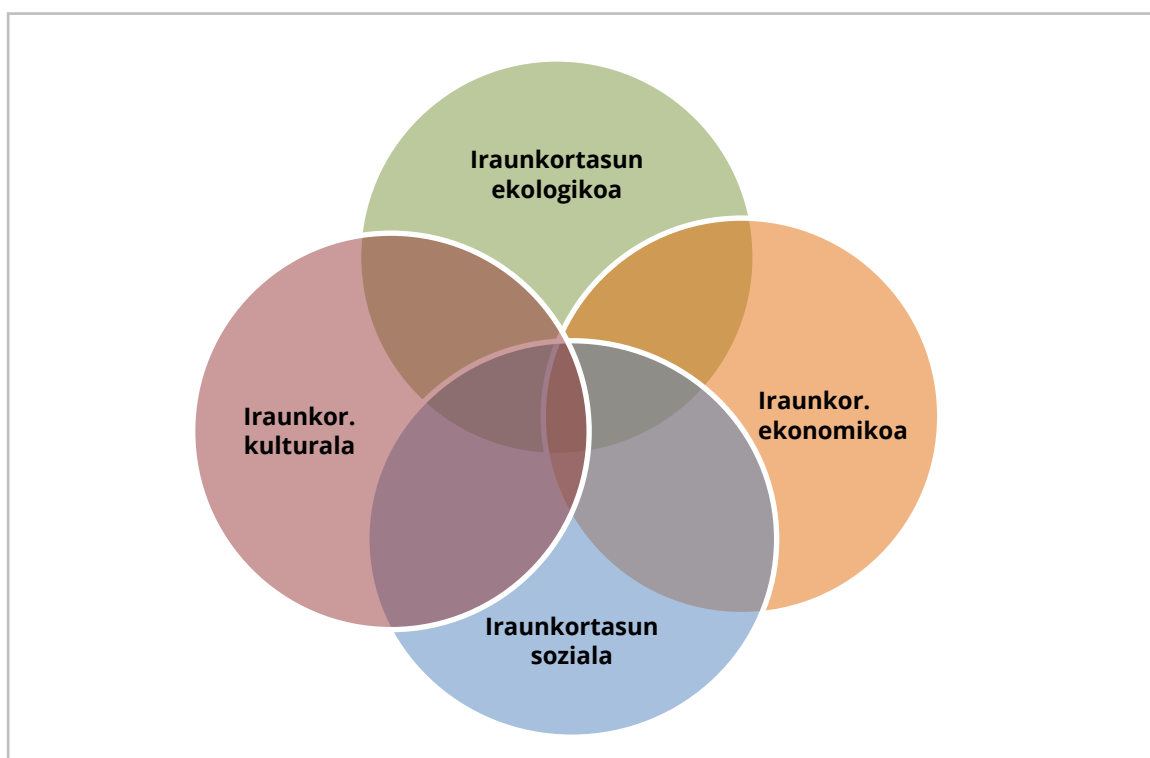 Iraunkortasun
ekologikoa
Iraunkor.
ekonomikoa
Iraunkor.
kulturala
Iraunkortasun
soziala